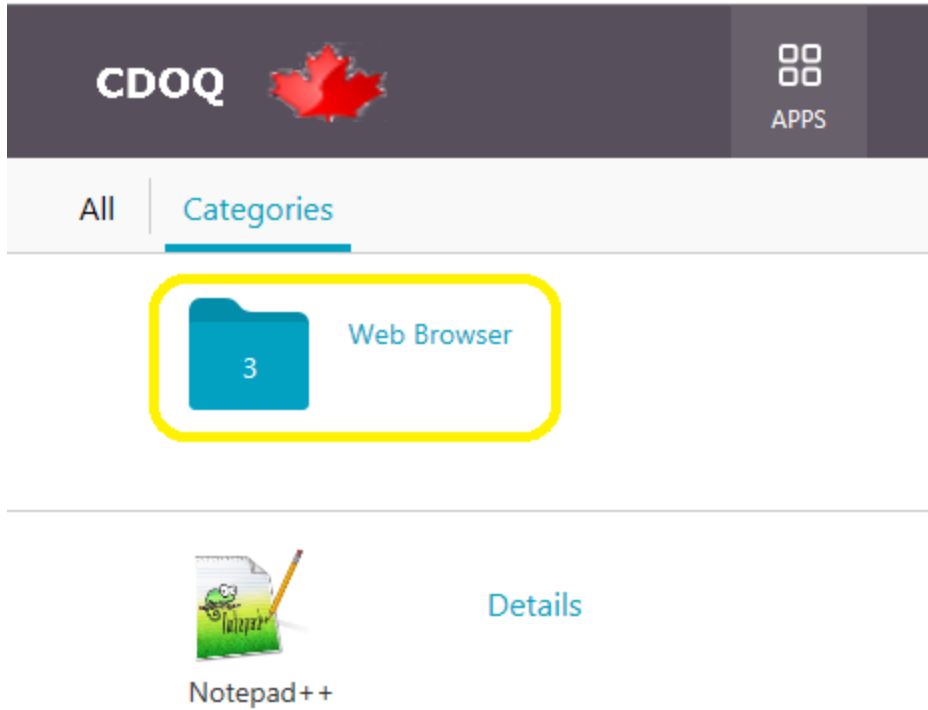 CDOQ
APPS
All
Categories
3
Web Browser
Details
Notepad++